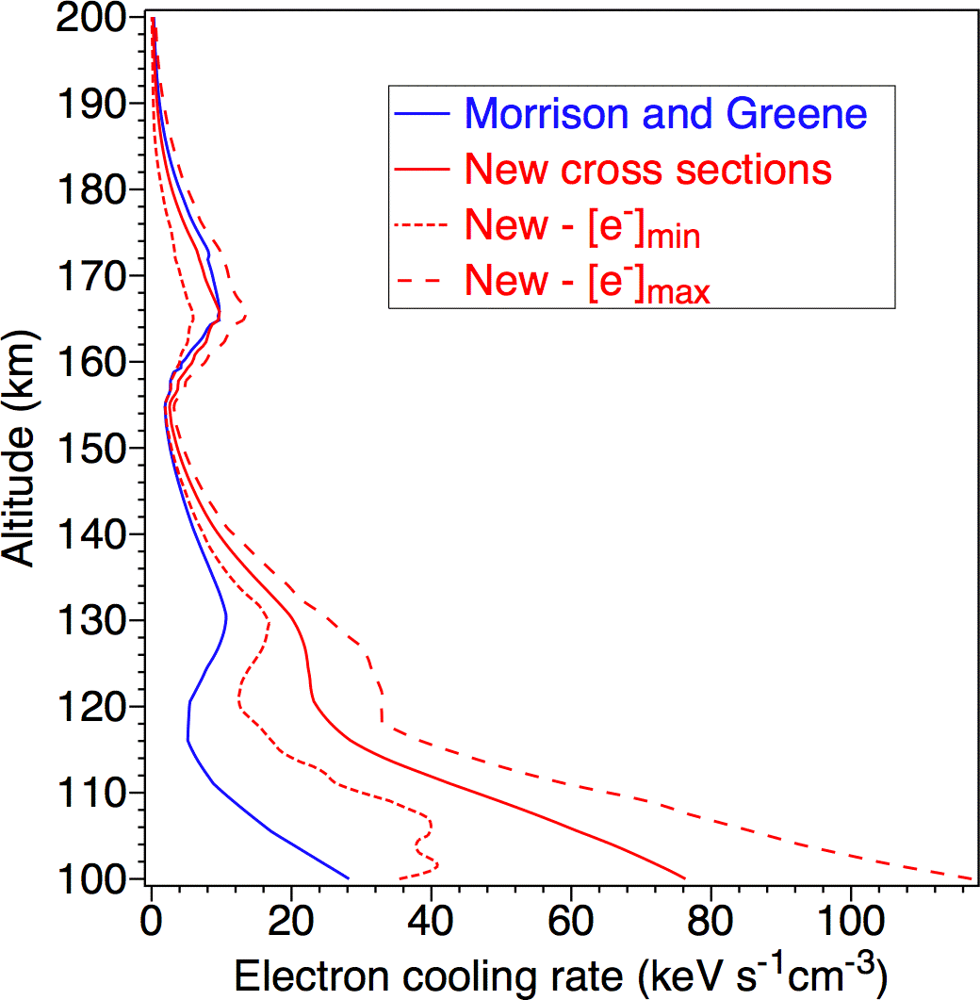 200
190
180
170
160
150
140
130
120
110
100
Altitude (km)
Morrison and Greene
New cross sections
New - [e⁻]min
New - [e⁻]max
0 20 40 60 80 100
Electron cooling rate (keV s⁻¹cm⁻³)